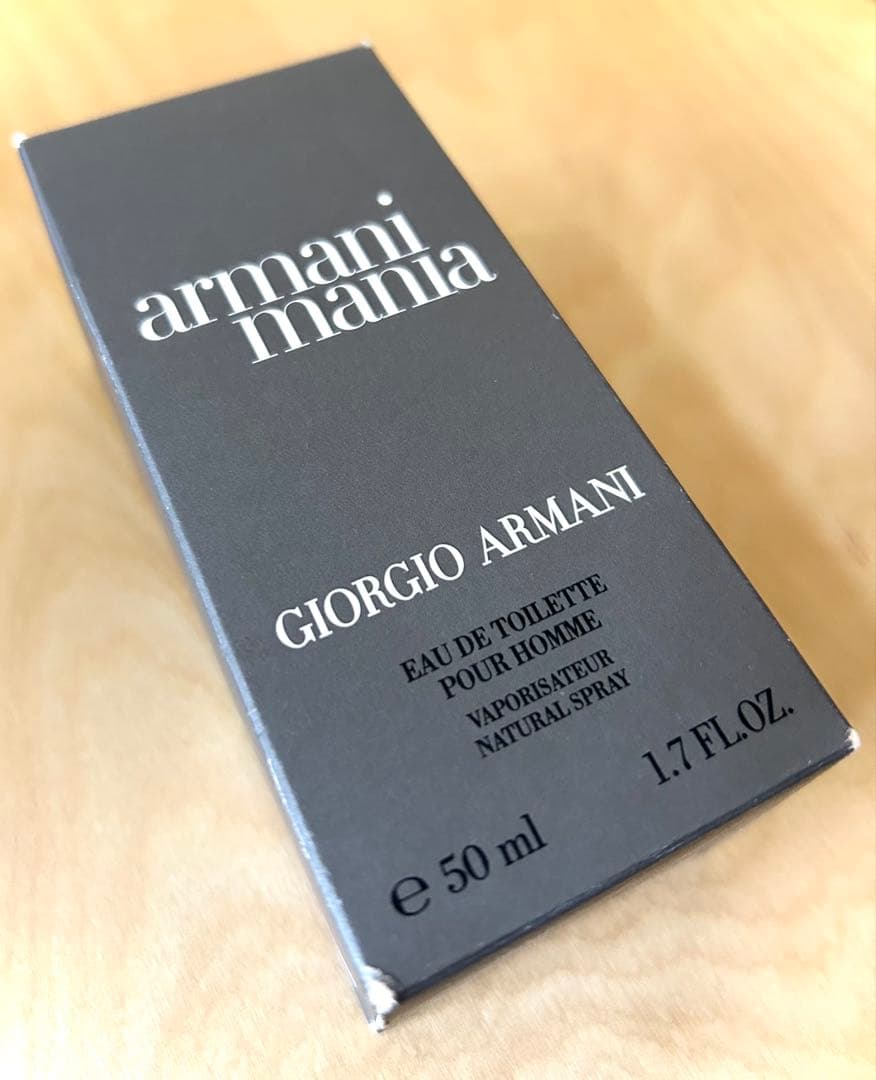 armani
mania
GIORGIO ARMANI
EAU DE TOILETTE
POUR HOMME
VAPORISATEUR
NATURAL SPRAY
℮ 50 ml 1.7 FL.OZ.